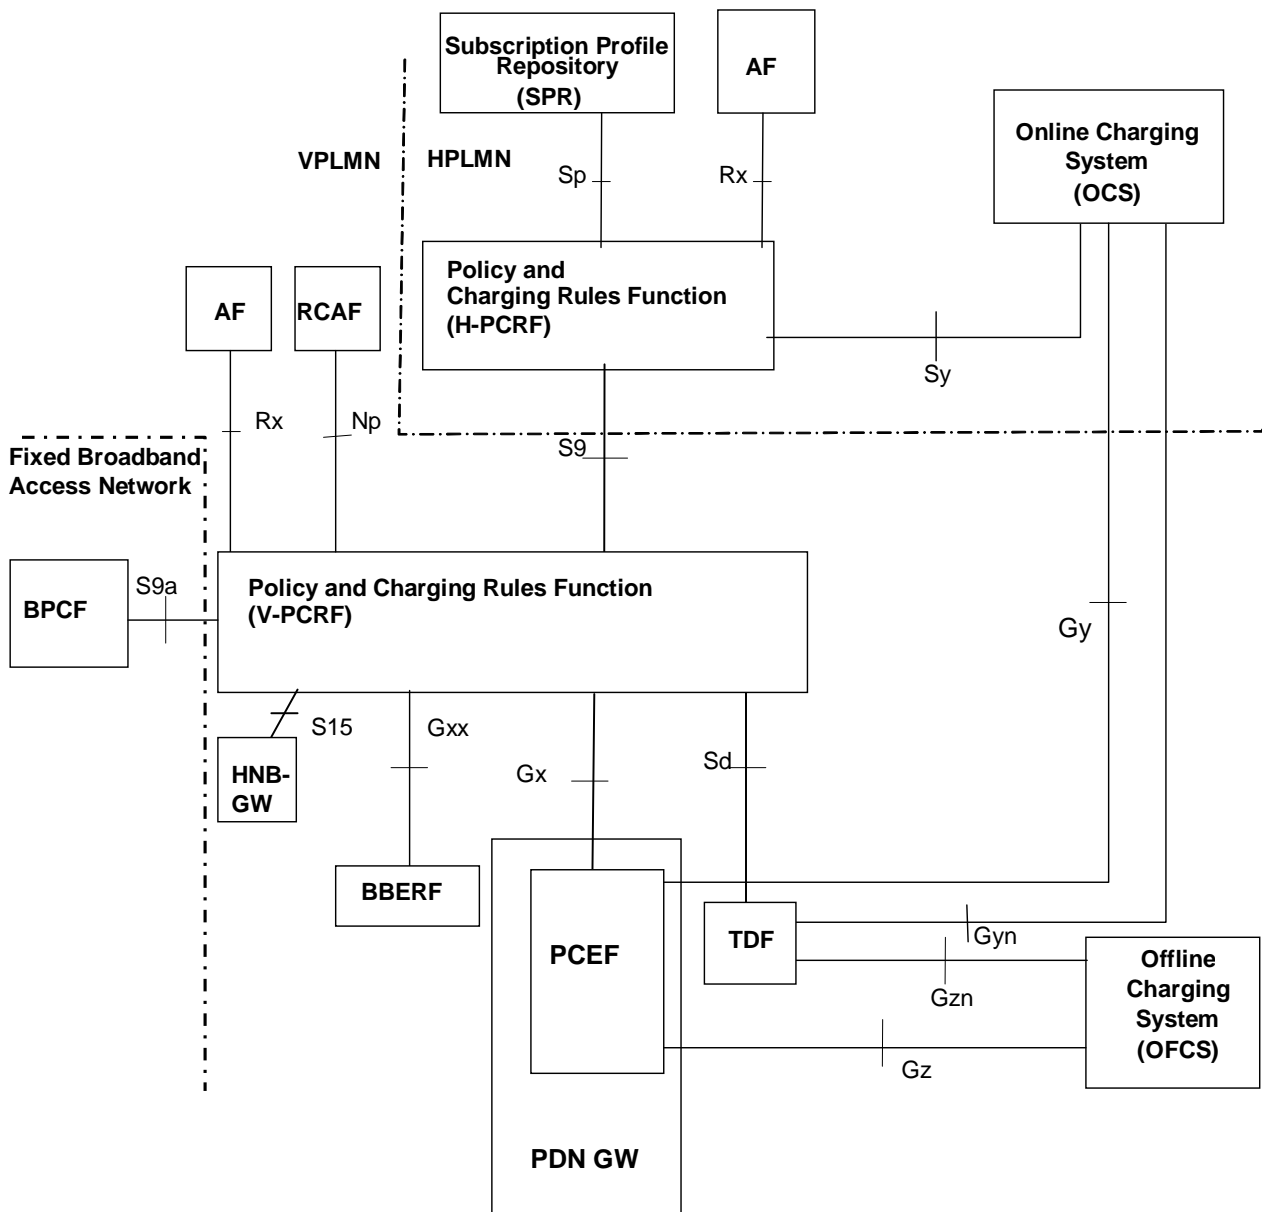 Subscription Profile
Repository
(SPR)
AF
Online Charging
System
(OCS)
VPLMN
HPLMN
Sp
Rx
Policy and
Charging Rules Function
(H-PCRF)
AF
RCAF
Sy
Rx
Np
S9
Fixed Broadband
Access Network
S9a
BPCF
Policy and Charging Rules Function
(V-PCRF)
Gy
S15
Gxx
Gx
Sd
HNB-
GW
BBERF
PCEF
TDF
Gyn
Gzn
Offline
Charging
System
(OFCS)
Gz
PDN GW